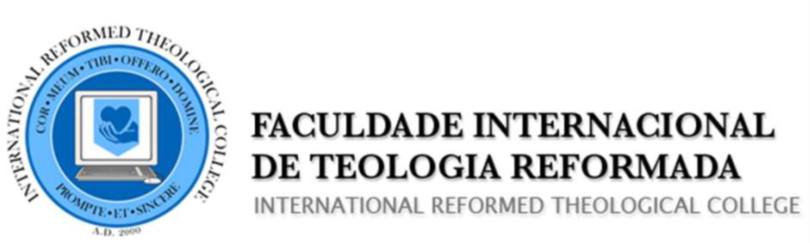 INTERNATIONAL REFORMED THEOLOGICAL COLLEGE
COR • MEUM • TIBI • OFFERO • DOMINE
PROMPTE • ET • SINCERE
A.D. 2000
FACULDADE INTERNACIONAL
DE TEOLOGIA REFORMADA
INTERNATIONAL REFORMED THEOLOGICAL COLLEGE